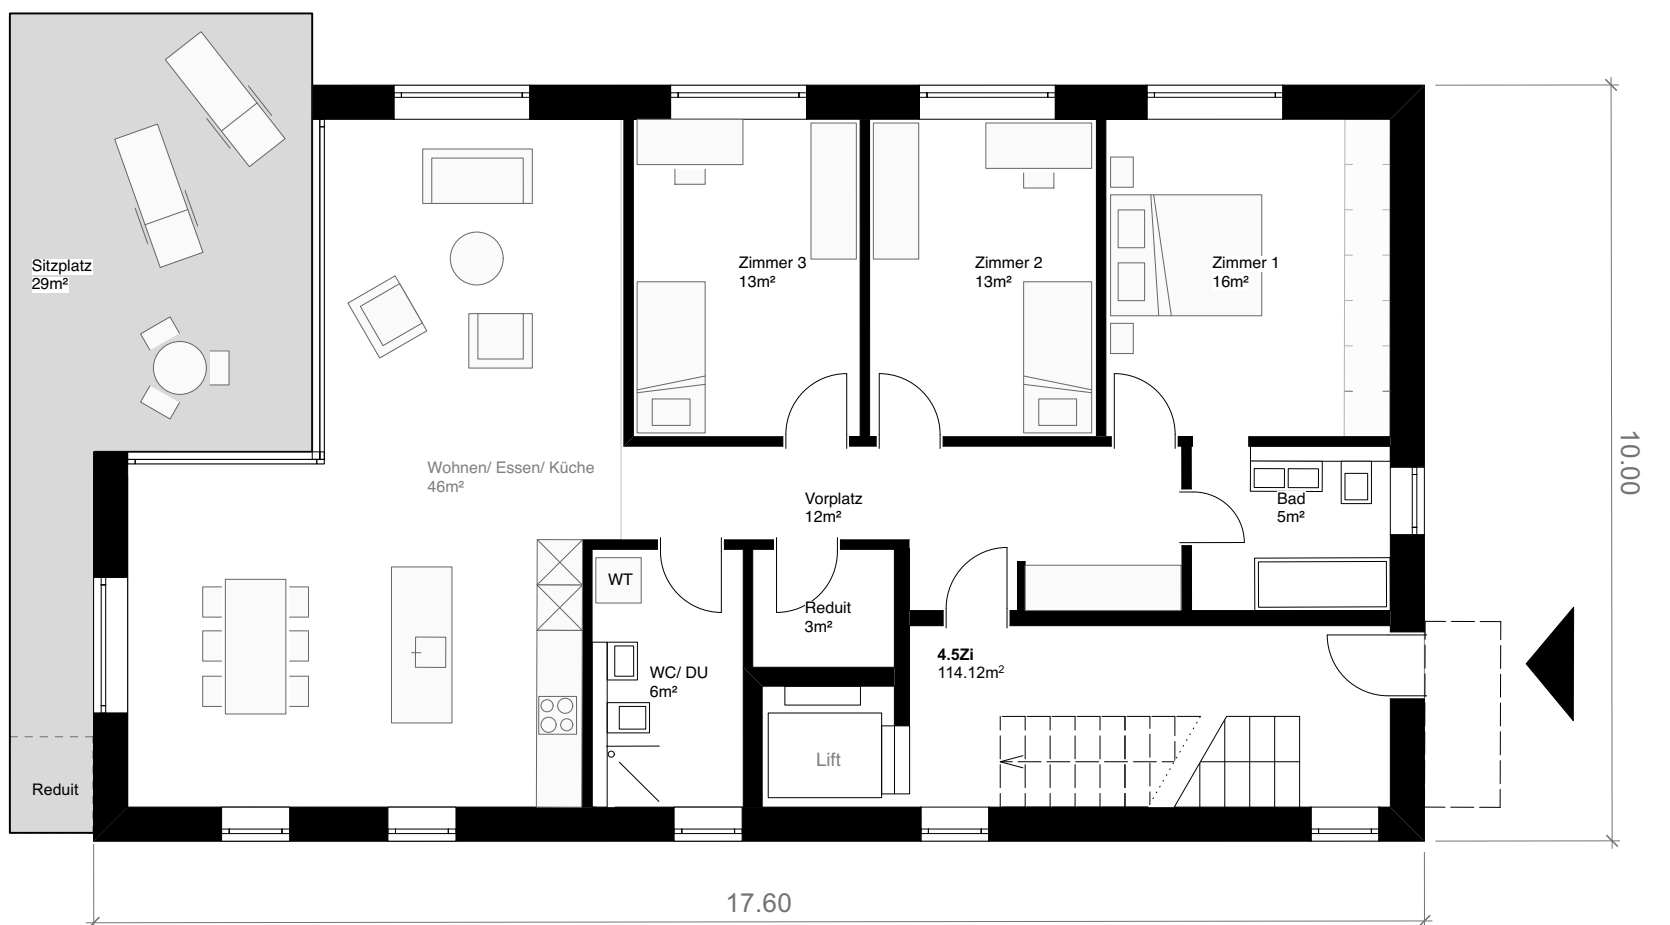 Sitzplatz
29m²
Zimmer 3
13m²
Zimmer 2
13m²
Zimmer 1
16m²
Wohnen/ Essen/ Küche
46m²
Vorplatz
12m²
Bad
5m²
10.00
WT
Reduit
3m²
WC/ DU
6m²
4.5Zi
114.12m²
Lift
Reduit
17.60